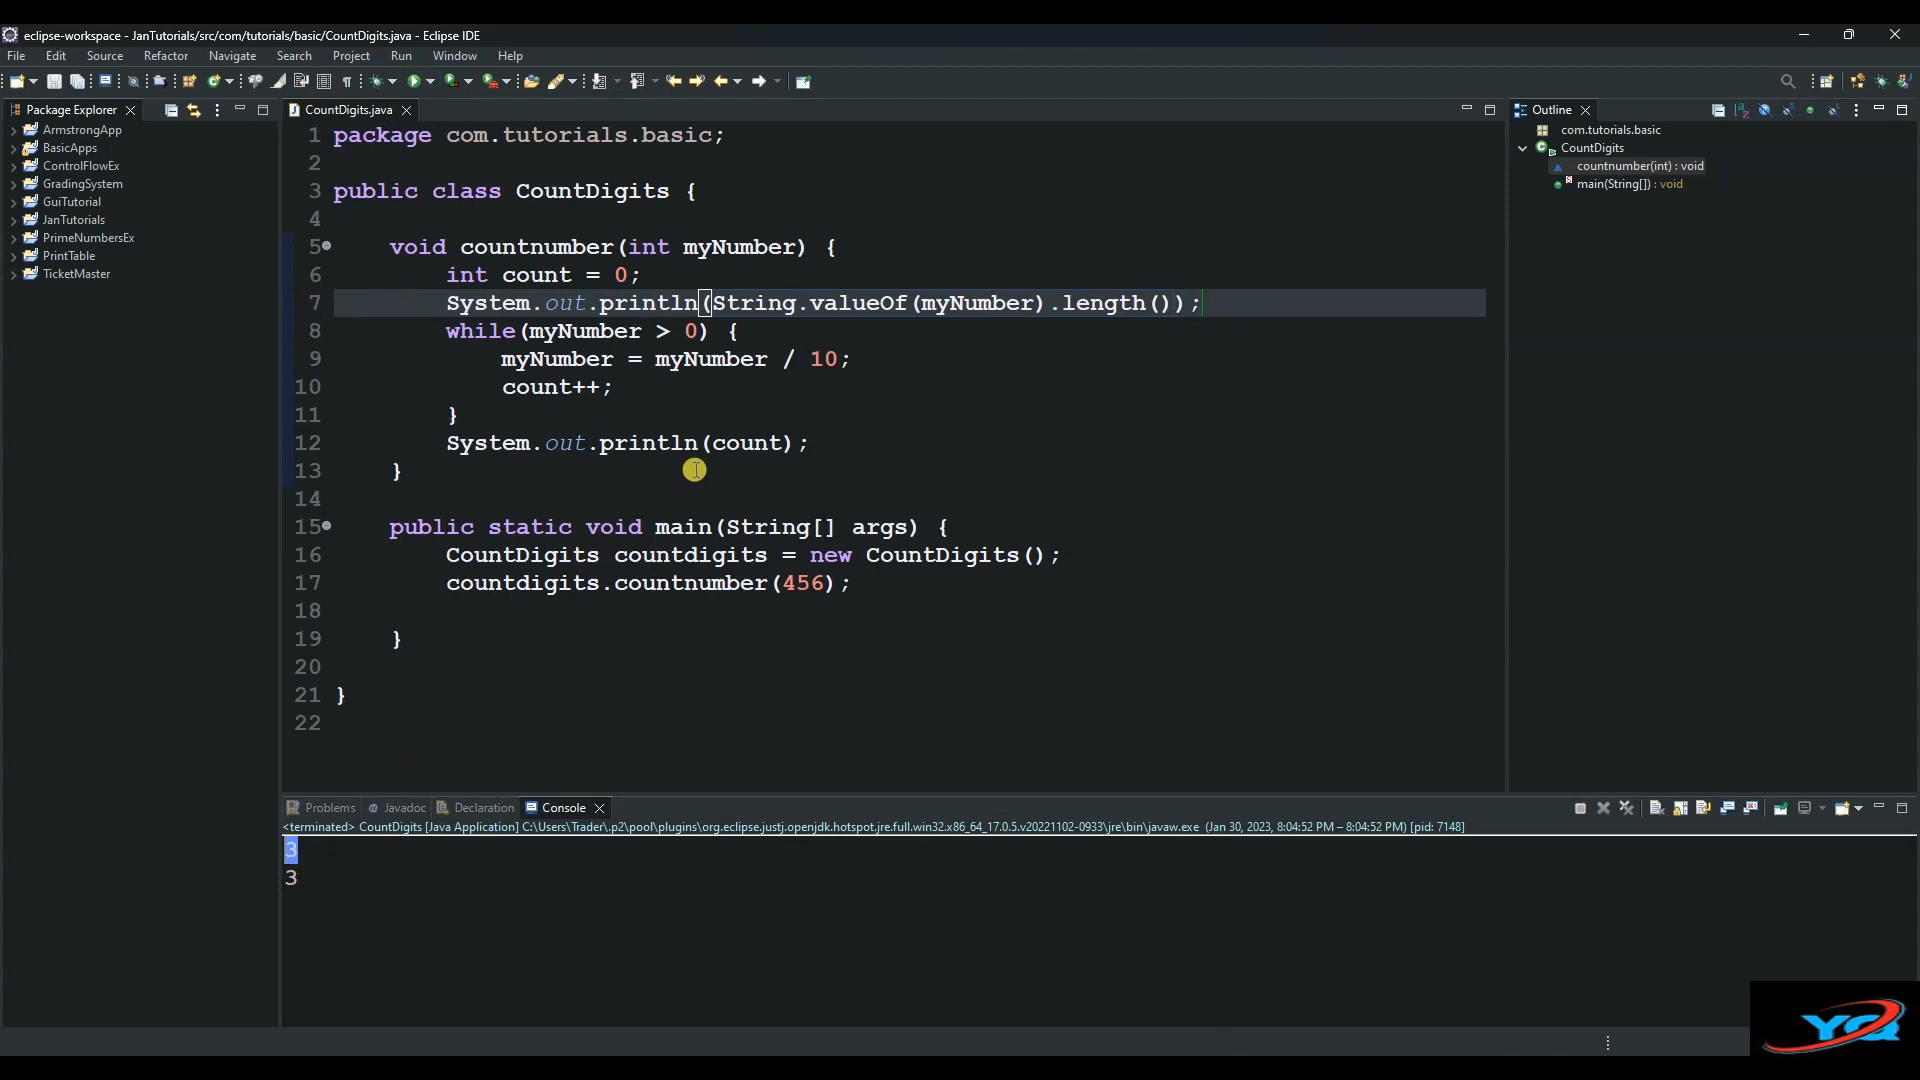 eclipse-workspace - JanTutorials/src/com/tutorials/basic/CountDigits.java - Eclipse IDE
File Edit Source Refactor Navigate Search Project Run Window Help
Package Explorer
ArmstrongApp
BasicApps
ControlFlowEx
GradingSystem
GuiTutorial
JanTutorials
PrimeNumbersEx
PrintTable
TicketMaster
CountDigits.java
1 package com.tutorials.basic;
2
3 public class CountDigits {
4
5 void countnumber(int myNumber) {
6 int count = 0;
7 System.out.println(String.valueOf(myNumber).length());
8 while(myNumber > 0) {
9 myNumber = myNumber / 10;
10 count++;
11 }
12 System.out.println(count);
13 }
14
15 public static void main(String[] args) {
16 CountDigits countdigits = new CountDigits();
17 countdigits.countnumber(456);
18
19 }
20
21 }
22
Outline
com.tutorials.basic
CountDigits
countnumber(int) : void
main(String[]) : void
Problems Javadoc Declaration Console
<terminated> CountDigits [Java Application] C:\Users\Trader\.p2\pool\plugins\org.eclipse.justj.openjdk.hotspot.jre.full.win32.x86_64_17.0.5.v20221102-0933\jre\bin\javaw.exe (Jan 30, 2023, 8:04:52 PM – 8:04:52 PM) [pid: 7148]
3
3
YQ